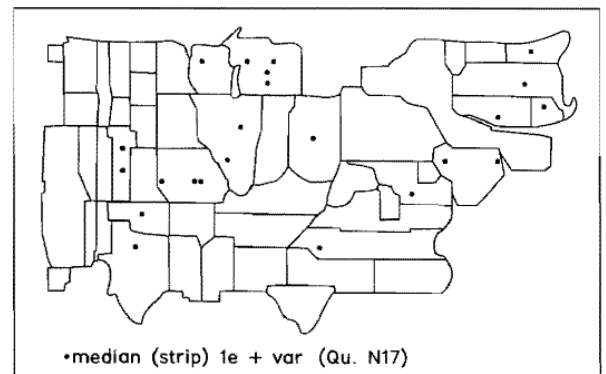 •median (strip) 1e + var (Qu. N17)